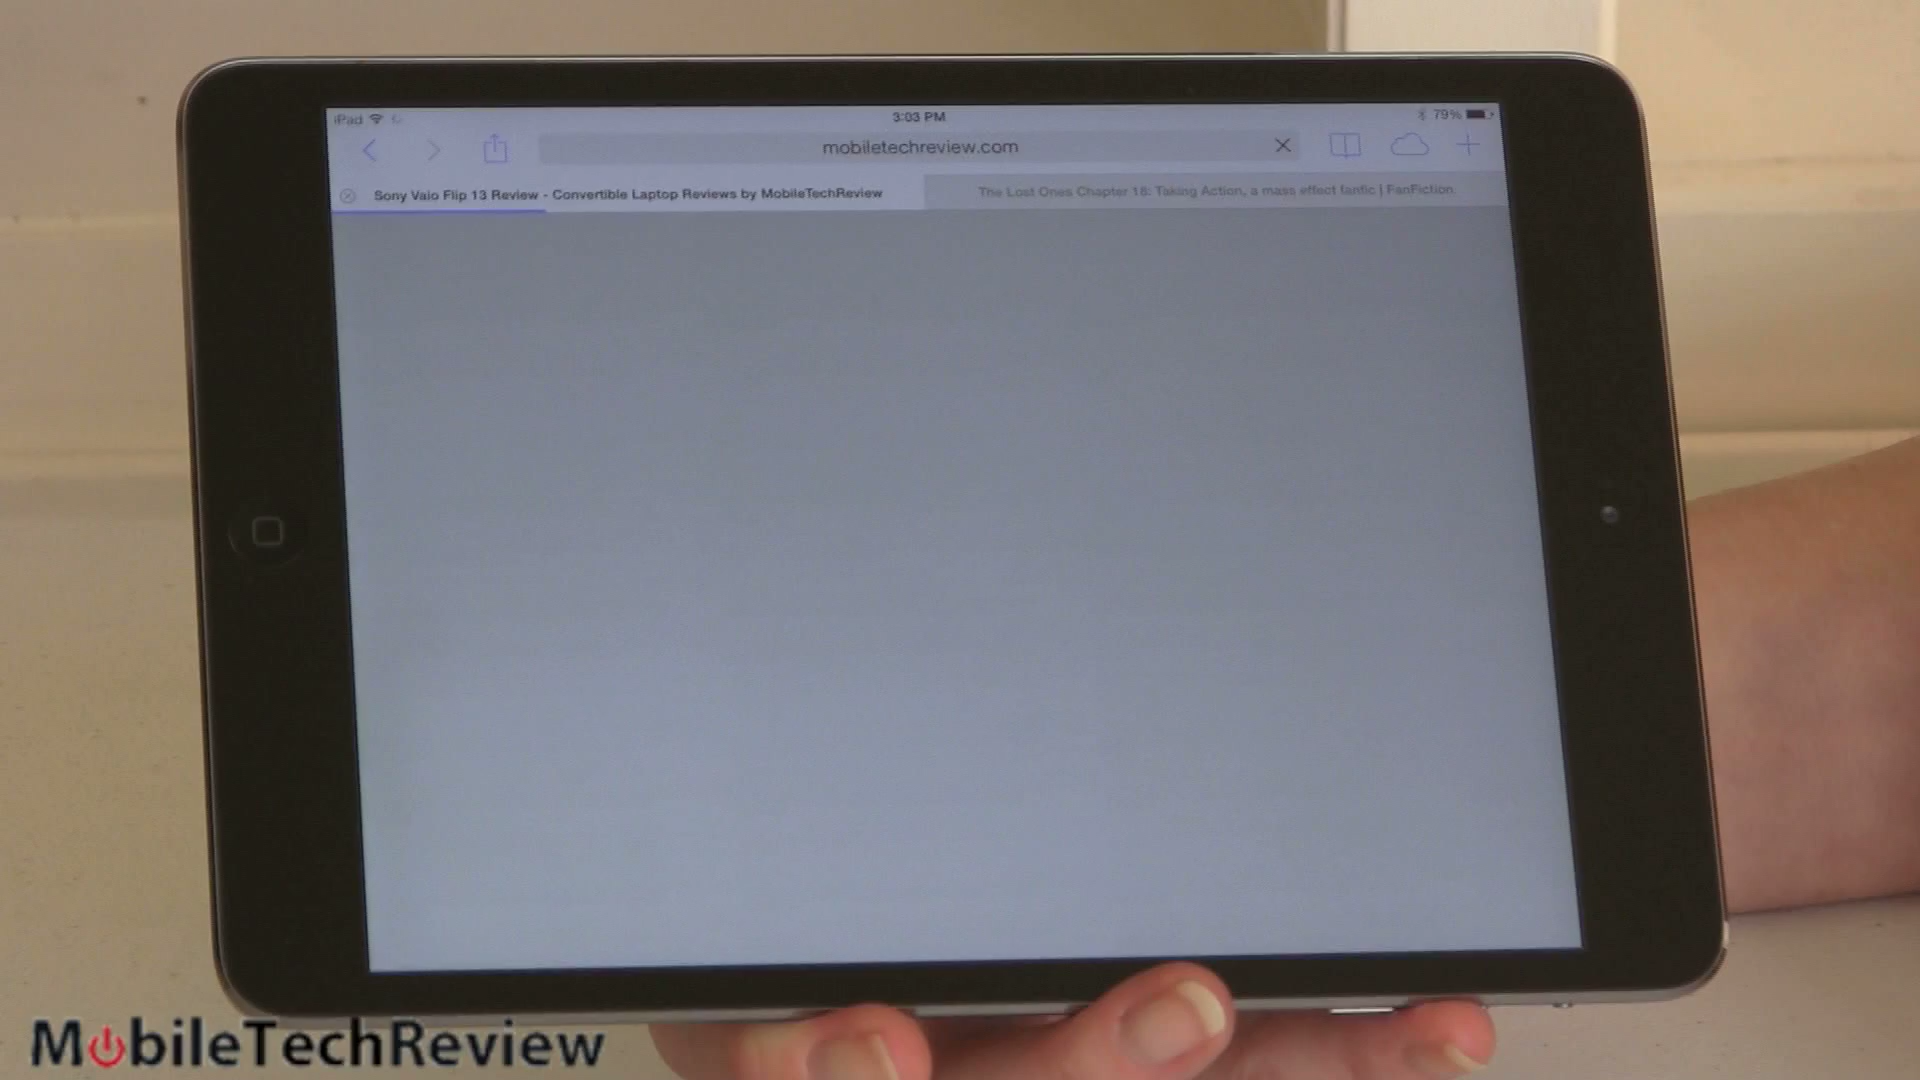 iPad
3:03 PM
79%
mobiletechreview.com
Sony Vaio Flip 13 Review - Convertible Laptop Reviews by MobileTechReview
The Lost Ones Chapter 18: Taking Action, a mass effect fanfic | FanFiction.
MobileTechReview